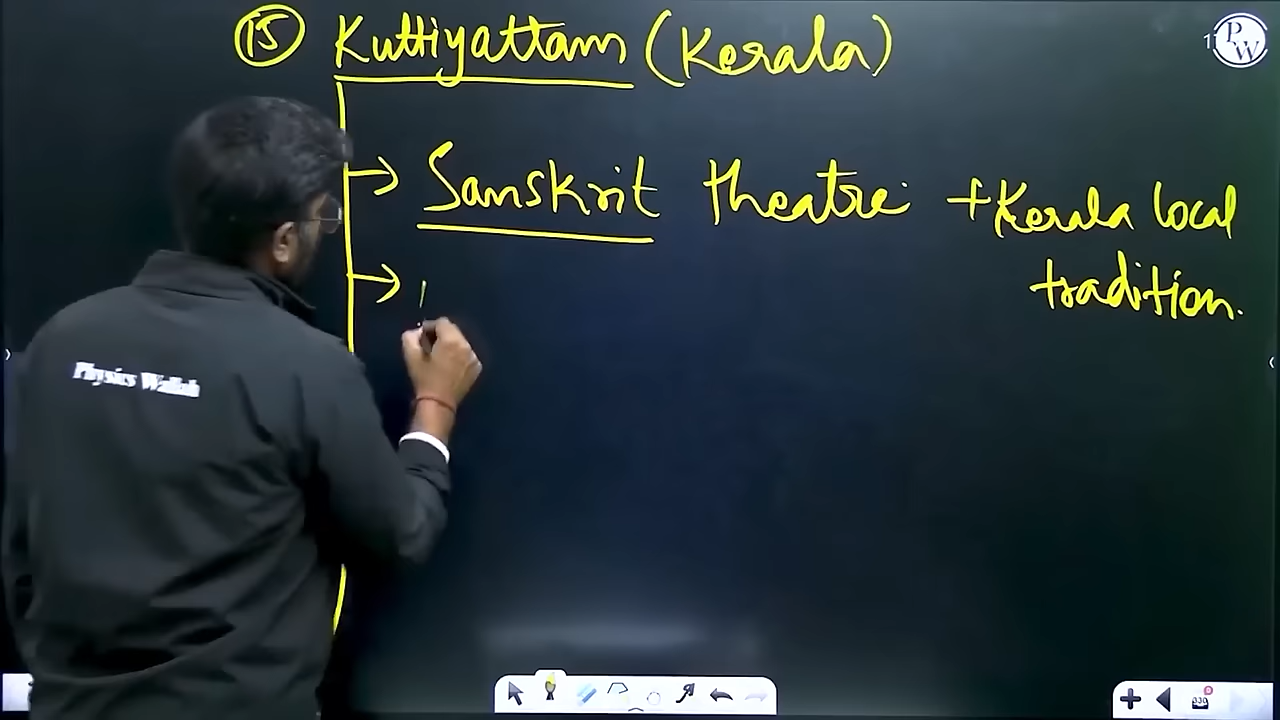 15 Kuttiyattam (Kerala)
→ Sanskrit theatre + Kerala local
tradition.
→
Physics Wallah
PW